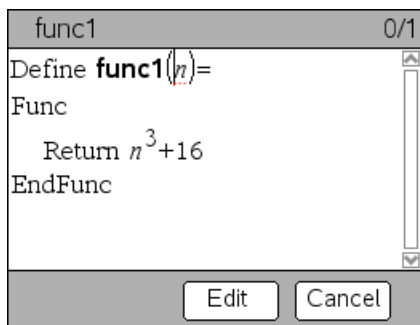 func1 0/1
Define func1(n)=
Func
Return n³+16
EndFunc
Edit Cancel